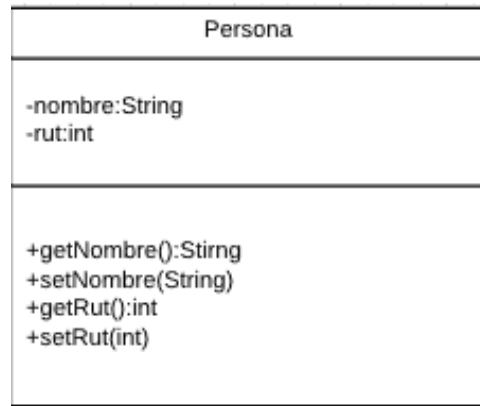 Persona
-nombre:String
-rut:int
+getNombre():Stirng
+setNombre(String)
+getRut():int
+setRut(int)